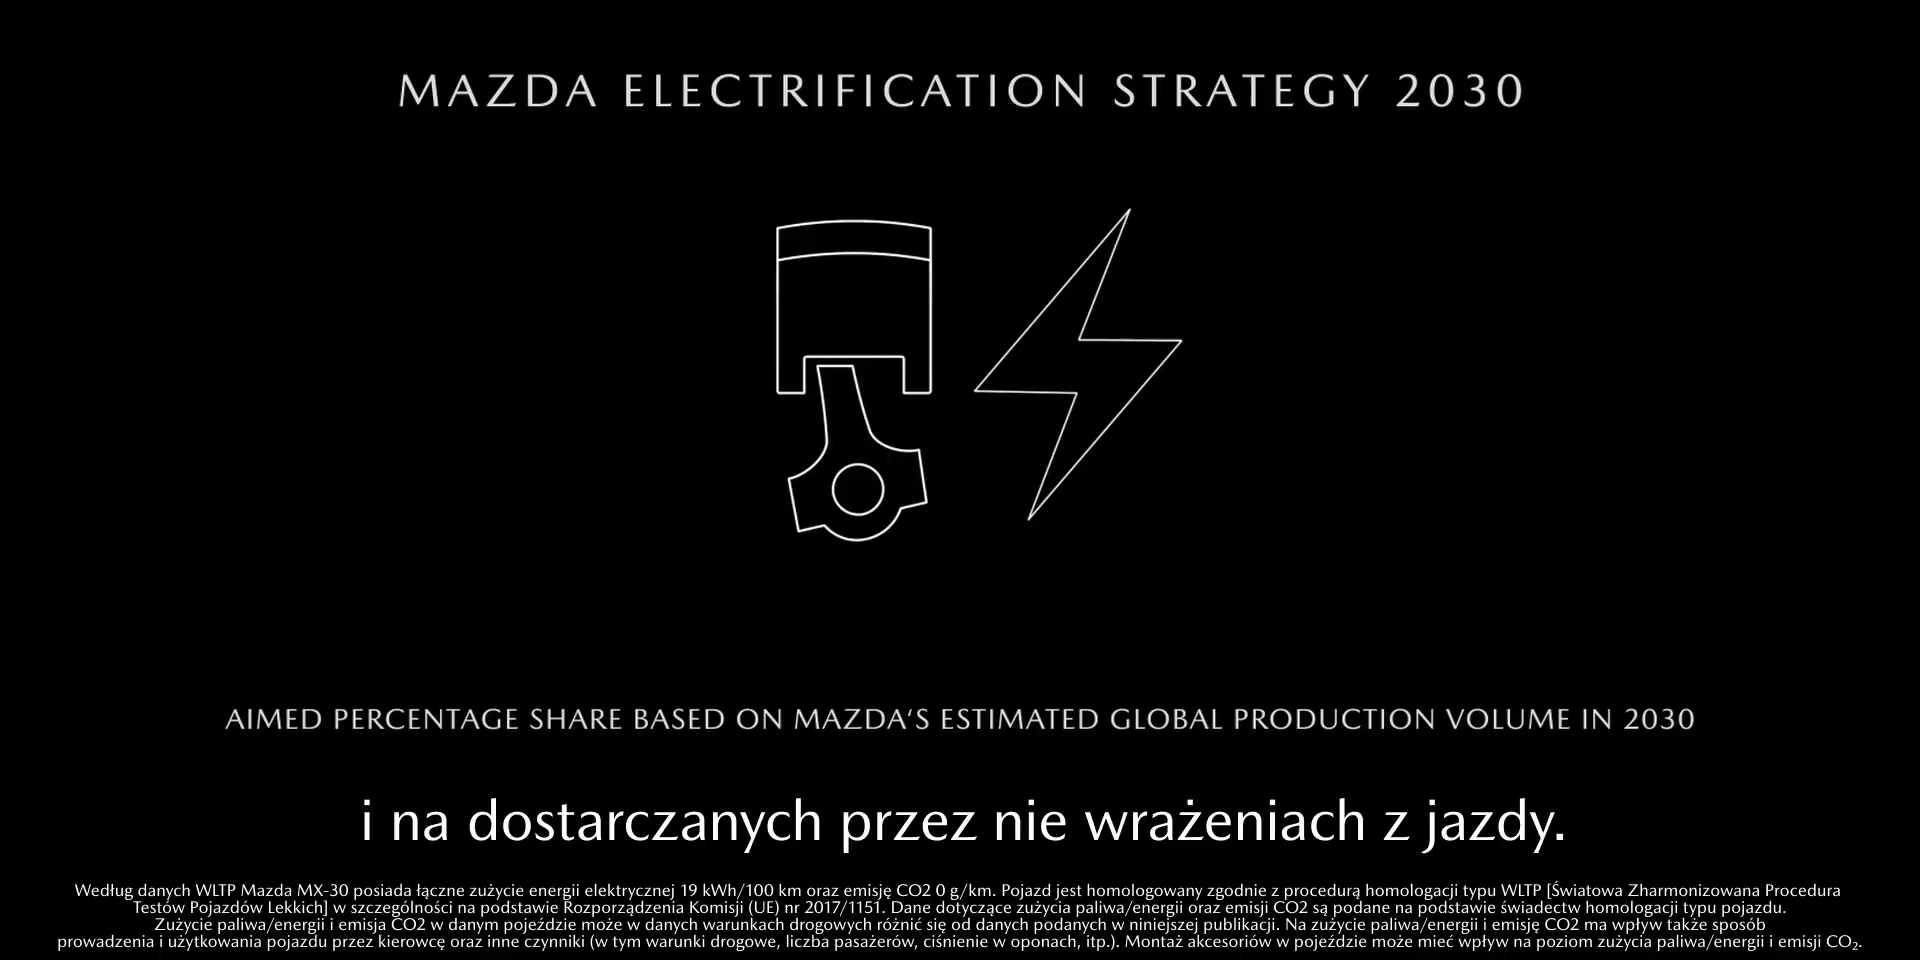 MAZDA ELECTRIFICATION STRATEGY 2030
AIMED PERCENTAGE SHARE BASED ON MAZDA‘S ESTIMATED GLOBAL PRODUCTION VOLUME IN 2030
i na dostarczanych przez nie wrażeniach z jazdy.
Według danych WLTP Mazda MX-30 posiada łączne zużycie energii elektrycznej 19 kWh/100 km oraz emisję CO2 0 g/km. Pojazd jest homologowany zgodnie z procedurą homologacji typu WLTP [Światowa Zharmonizowana Procedura
Testów Pojazdów Lekkich] w szczególności na podstawie Rozporządzenia Komisji (UE) nr 2017/1151. Dane dotyczące zużycia paliwa/energii oraz emisji CO2 są podane na podstawie świadectw homologacji typu pojazdu.
Zużycie paliwa/energii i emisja CO2 w danym pojeździe może w danych warunkach drogowych różnić się od danych podanych w niniejszej publikacji. Na zużycie paliwa/energii i emisję CO2 ma wpływ także sposób
prowadzenia i użytkowania pojazdu przez kierowcę oraz inne czynniki (w tym warunki drogowe, liczba pasażerów, ciśnienie w oponach, itp.). Montaż akcesoriów w pojeździe może mieć wpływ na poziom zużycia paliwa/energii i emisji CO₂.